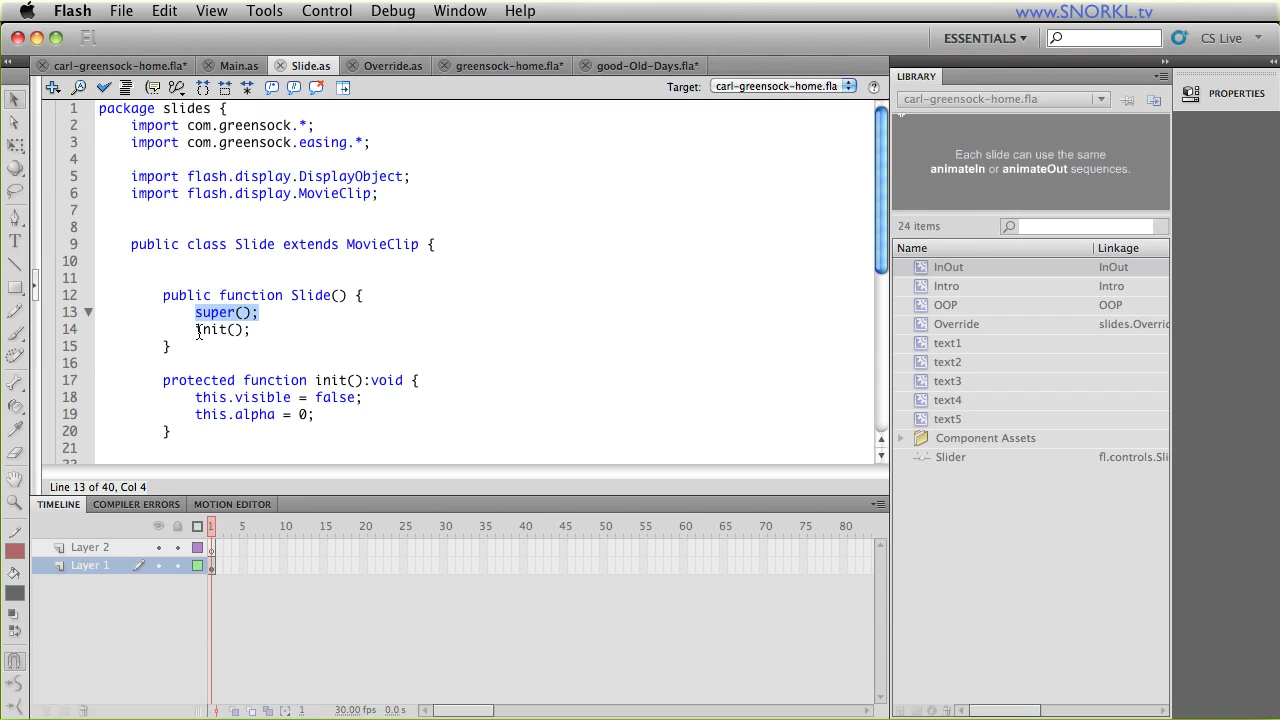 www.SNORKL.tv
Flash File Edit View Tools Control Debug Window Help
Fl ESSENTIALS CS Live
carl-greensock-home.fla* Main.as Slide.as Override.as greensock-home.fla* good-Old-Days.fla*
Target: carl-greensock-home.fla
1 package slides {
2 import com.greensock.*;
3 import com.greensock.easing.*;
4
5 import flash.display.DisplayObject;
6 import flash.display.MovieClip;
7
8
9 public class Slide extends MovieClip {
10
11
12 public function Slide() {
13 super();
14 init();
15 }
16
17 protected function init():void {
18 this.visible = false;
19 this.alpha = 0;
20 }
21
22
Line 13 of 40, Col 4
TIMELINE COMPILER ERRORS MOTION EDITOR
1 5 10 15 20 25 30 35 40 45 50 55 60 65 70 75 80
Layer 2
Layer 1
1 30.00 fps 0.0 s
LIBRARY
carl-greensock-home.fla
Each slide can use the same
animateIn or animateOut sequences.
24 items
Name Linkage
InOut InOut
Intro Intro
OOP OOP
Override slides.Overri
text1
text2
text3
text4
text5
Component Assets
Slider fl.controls.Sli
PROPERTIES